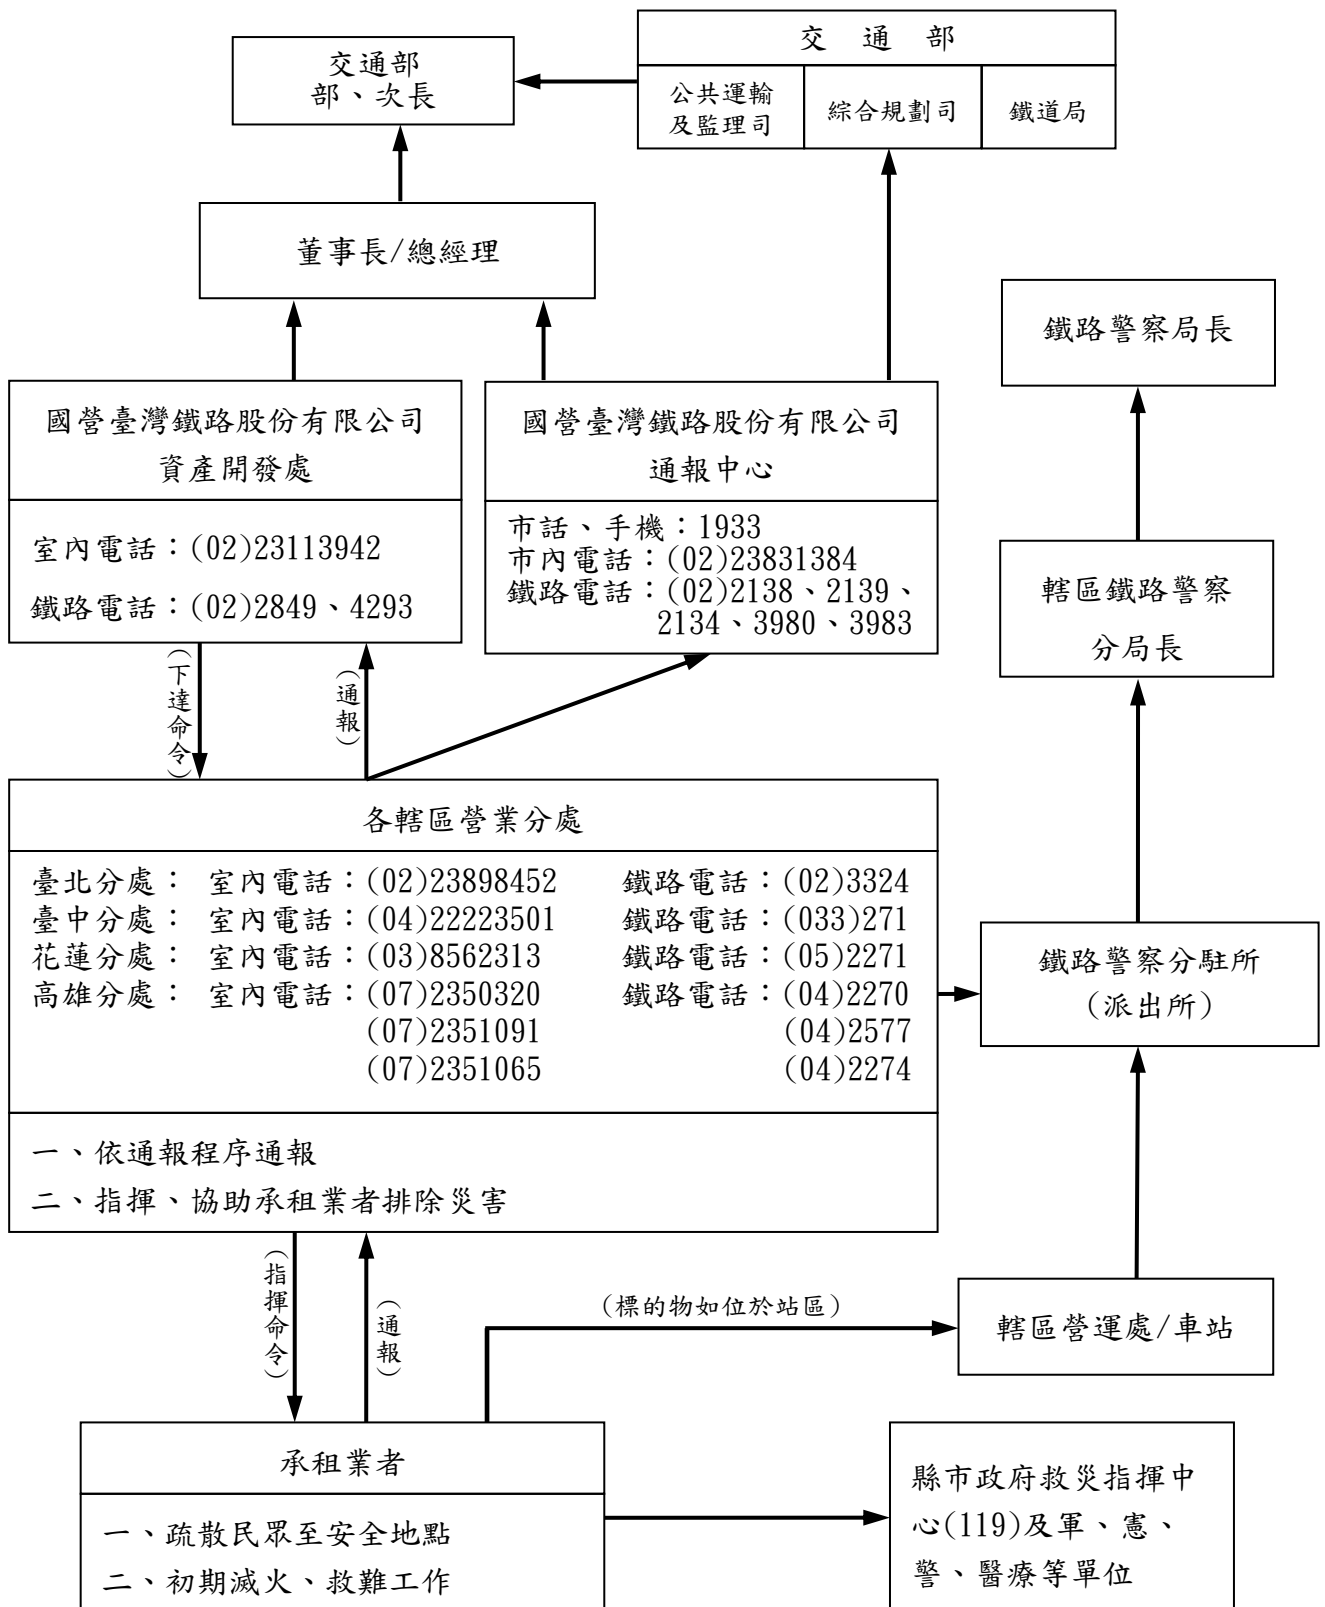 交通部
部、次長
交 通 部
公共運輸
及監理司
綜合規劃司
鐵道局
董事長/總經理
鐵路警察局長
國營臺灣鐵路股份有限公司
資產開發處
室內電話：(02)23113942
鐵路電話：(02)2849、4293
國營臺灣鐵路股份有限公司
通報中心
市話、手機：1933
市內電話：(02)23831384
鐵路電話：(02)2138、2139、
2134、3980、3983
轄區鐵路警察
分局長
(下達命令)
(通報)
各轄區營業分處
臺北分處： 室內電話：(02)23898452 鐵路電話：(02)3324
臺中分處： 室內電話：(04)22223501 鐵路電話：(033)271
花蓮分處： 室內電話：(03)8562313 鐵路電話：(05)2271
高雄分處： 室內電話：(07)2350320 鐵路電話：(04)2270
(07)2351091 (04)2577
(07)2351065 (04)2274
一、依通報程序通報
二、指揮、協助承租業者排除災害
鐵路警察分駐所
(派出所)
(指揮命令)
(通報)
(標的物如位於站區)
轄區營運處/車站
承租業者
一、疏散民眾至安全地點
二、初期滅火、救難工作
縣市政府救災指揮中
心(119)及軍、憲、
警、醫療等單位